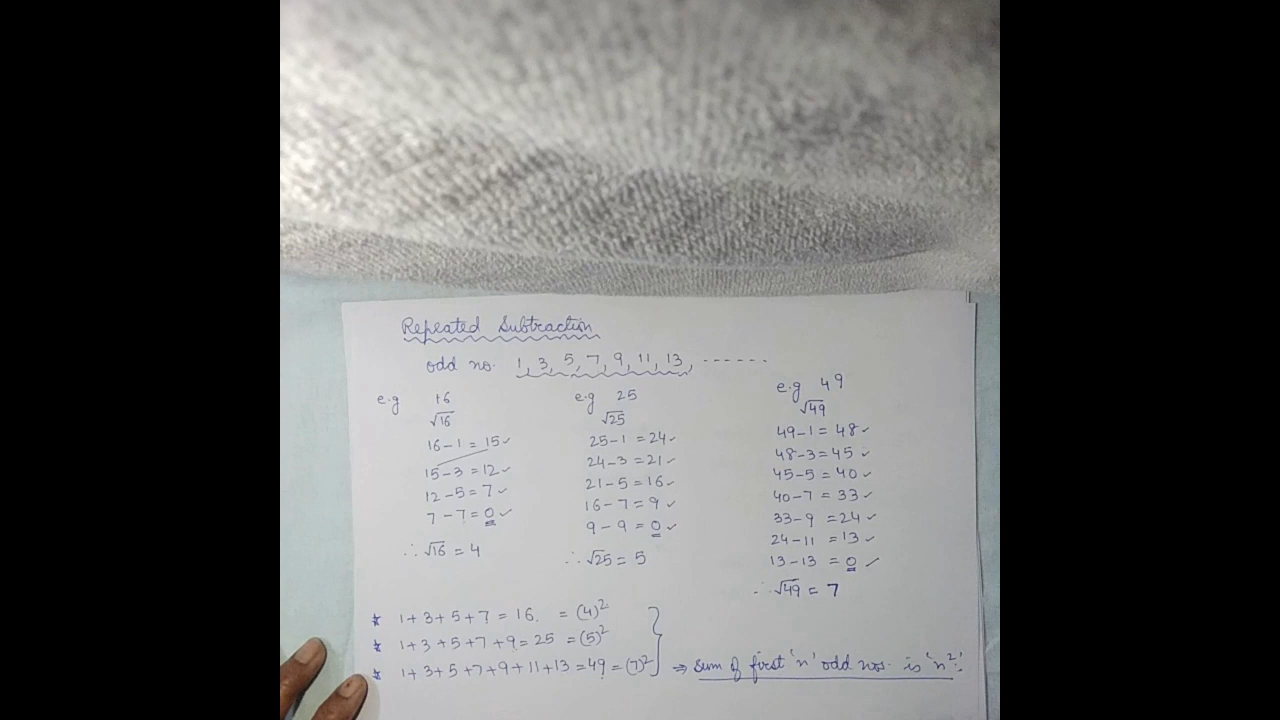 Repeated Subtraction
odd no. 1, 3, 5, 7, 9, 11, 13, -------
e.g 16
√16
16-1 = 15 ✓
15-3 = 12 ✓
12-5 = 7 ✓
7-7 = 0 ✓
∴ √16 = 4
e.g 25
√25
25-1 = 24 ✓
24-3 = 21 ✓
21-5 = 16 ✓
16-7 = 9 ✓
9-9 = 0 ✓
∴ √25 = 5
e.g 49
√49
49-1 = 48 ✓
48-3 = 45 ✓
45-5 = 40 ✓
40-7 = 33 ✓
33-9 = 24 ✓
24-11 = 13 ✓
13-13 = 0 ✓
∴ √49 = 7
* 1+3+5+7 = 16. = (4)²
* 1+3+5+7+9 = 25 = (5)²
* 1+3+5+7+9+11+13 = 49 = (7)² ⇒ Sum of first 'n' odd nos. is 'n².'